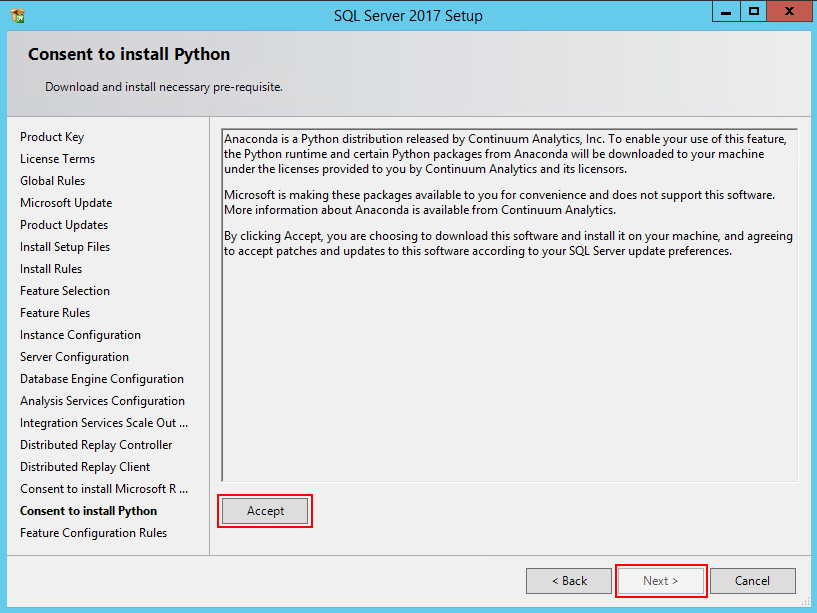 SQL Server 2017 Setup
Consent to install Python
Download and install necessary pre-requisite.
Product Key
License Terms
Global Rules
Microsoft Update
Product Updates
Install Setup Files
Install Rules
Feature Selection
Feature Rules
Instance Configuration
Server Configuration
Database Engine Configuration
Analysis Services Configuration
Integration Services Scale Out ...
Distributed Replay Controller
Distributed Replay Client
Consent to install Microsoft R ...
Consent to install Python
Feature Configuration Rules
Anaconda is a Python distribution released by Continuum Analytics, Inc. To enable your use of this feature,
the Python runtime and certain Python packages from Anaconda will be downloaded to your machine
under the licenses provided to you by Continuum Analytics and its licensors.
Microsoft is making these packages available to you for convenience and does not support this software.
More information about Anaconda is available from Continuum Analytics.
By clicking Accept, you are choosing to download this software and install it on your machine, and agreeing
to accept patches and updates to this software according to your SQL Server update preferences.
Accept
< Back
Next >
Cancel